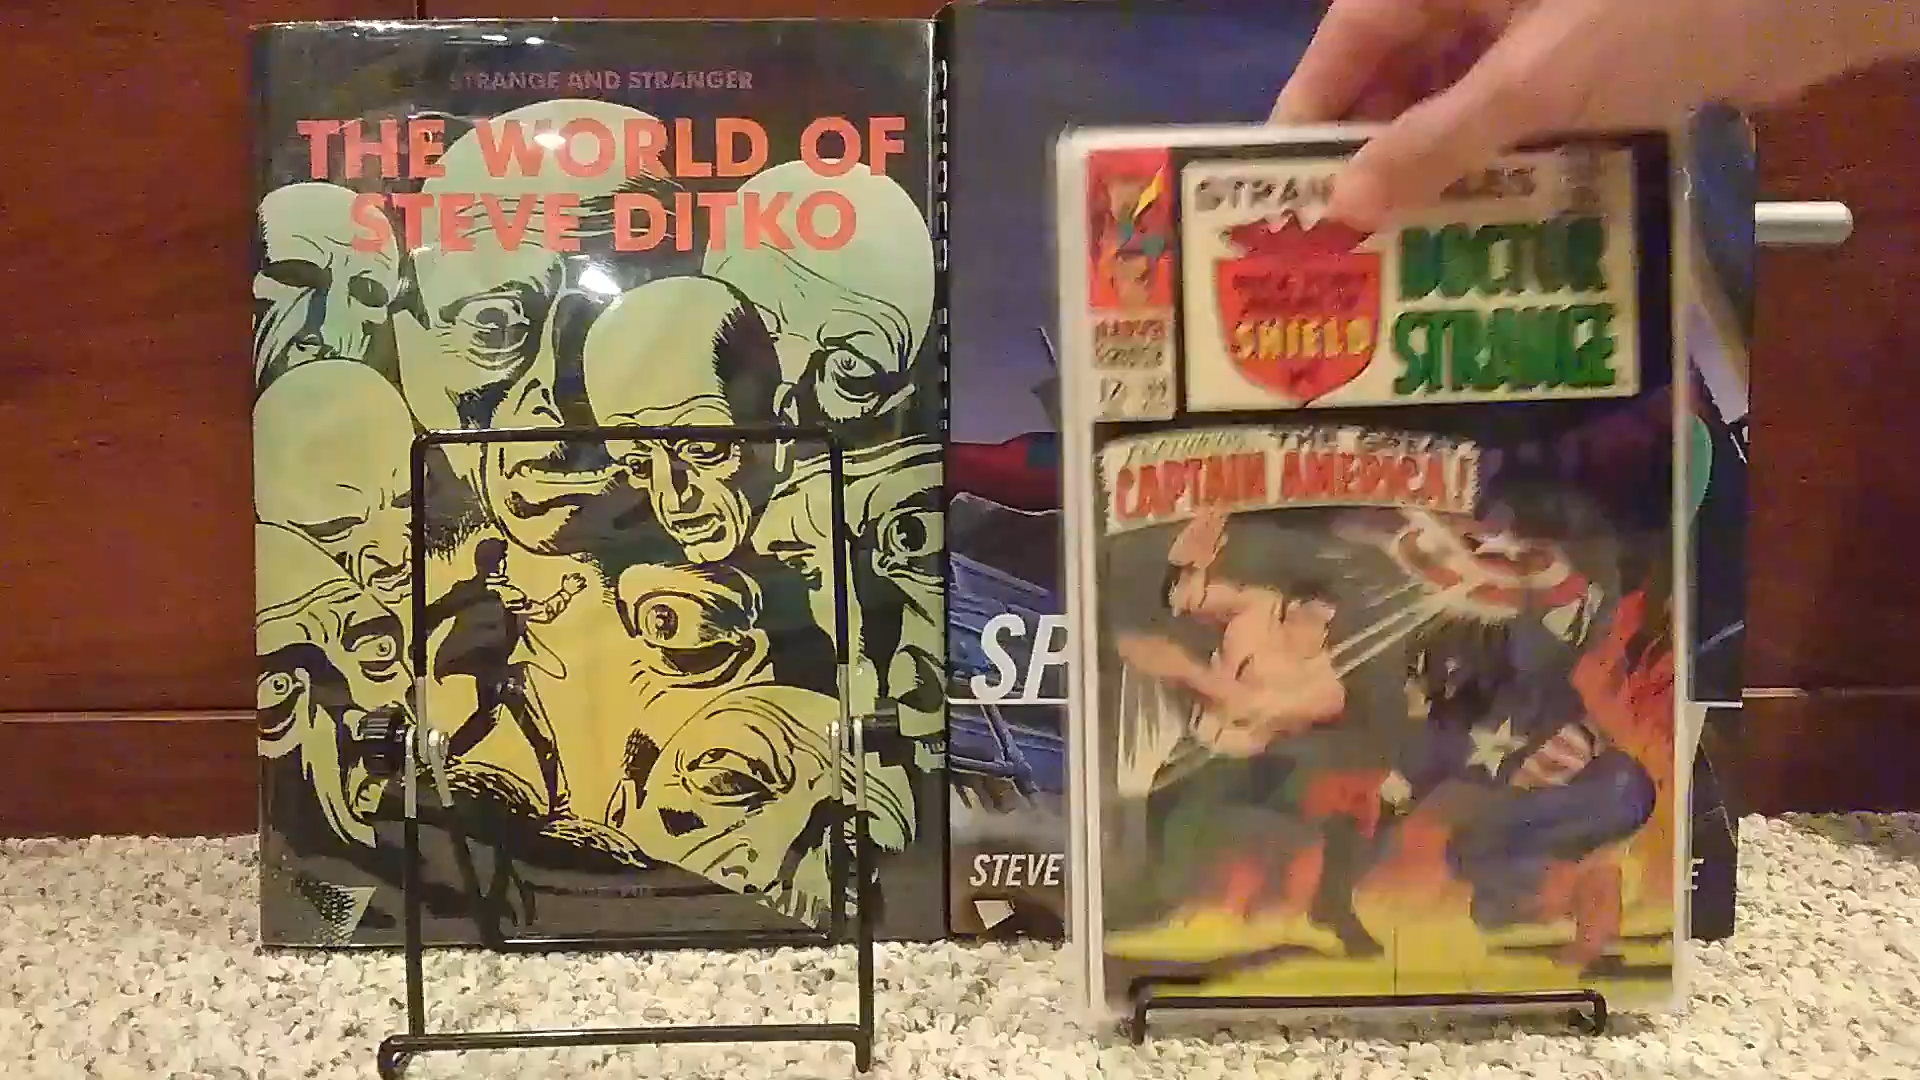 STRANGE AND STRANGER
THE WORLD OF
STEVE DITKO
SP
STEVE
E
DOCTOR
STRANGE
SHIELD
CAPTAIN AMERICA!